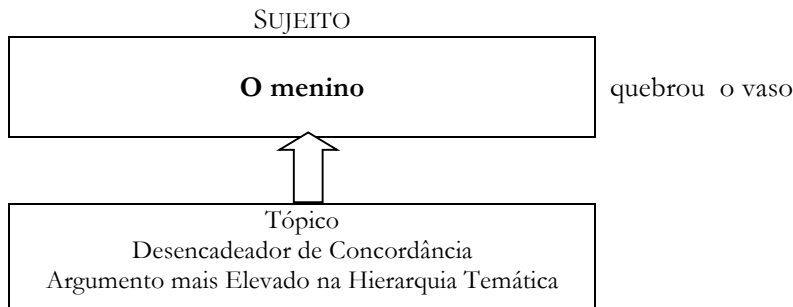 SUJEITO
O menino quebrou o vaso
Tópico
Desencadeador de Concordância
Argumento mais Elevado na Hierarquia Temática